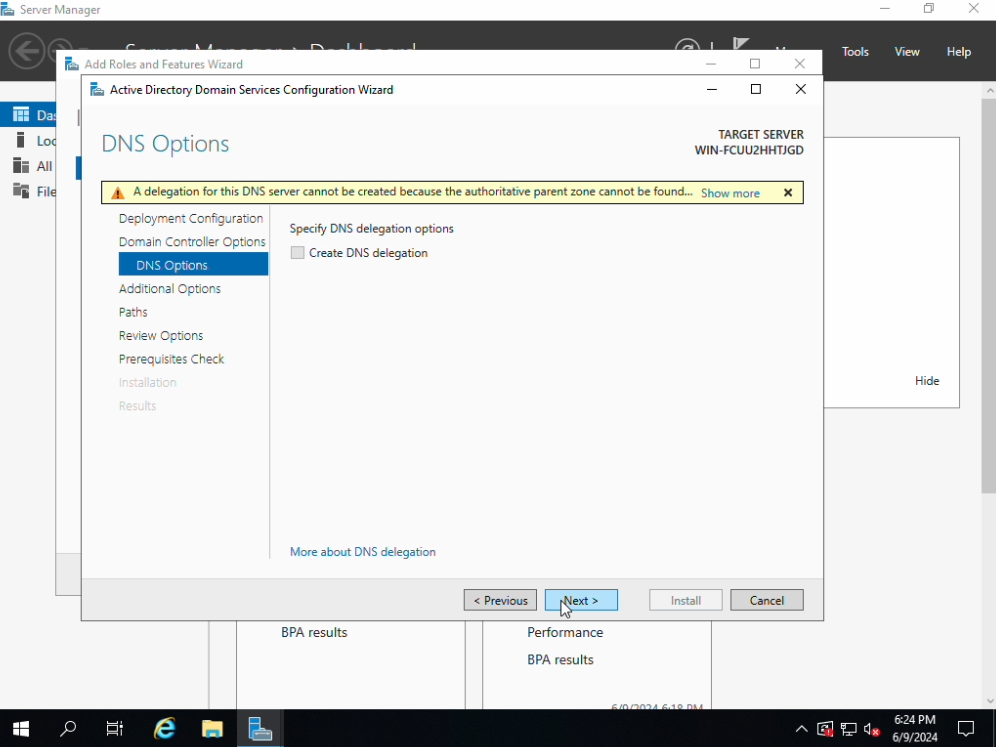 Server Manager
Tools
View
Help
Add Roles and Features Wizard
Active Directory Domain Services Configuration Wizard
Das
Loc
All
File
DNS Options
TARGET SERVER
WIN-FCUU2HHTJGD
A delegation for this DNS server cannot be created because the authoritative parent zone cannot be found... Show more
Deployment Configuration
Domain Controller Options
DNS Options
Additional Options
Paths
Review Options
Prerequisites Check
Installation
Results
Specify DNS delegation options
Create DNS delegation
More about DNS delegation
Hide
< Previous
Next >
Install
Cancel
BPA results
Performance
BPA results
6/9/2024 6:18 PM
6:24 PM
6/9/2024